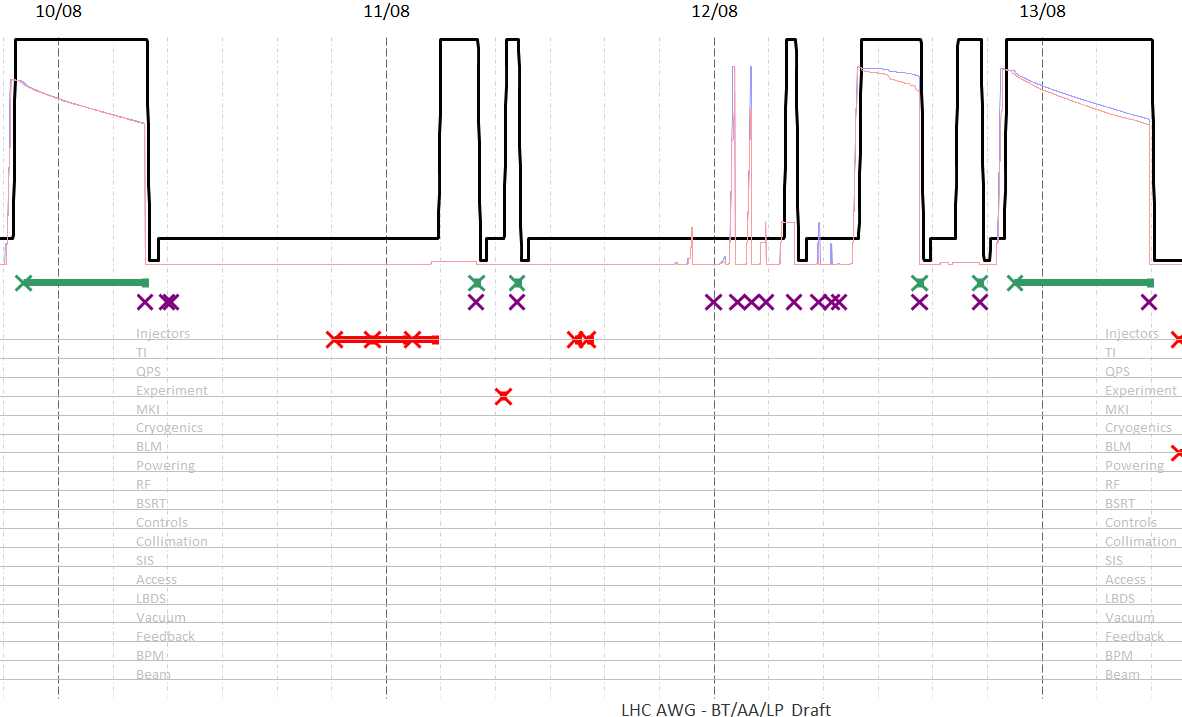 10/08 11/08 12/08 13/08
Injectors Injectors
TI TI
QPS QPS
Experiment Experiment
MKI MKI
Cryogenics Cryogenics
BLM BLM
Powering Powering
RF RF
BSRT BSRT
Controls Controls
Collimation Collimation
SIS SIS
Access Access
LBDS LBDS
Vacuum Vacuum
Feedback Feedback
BPM BPM
Beam Beam
LHC AWG - BT/AA/LP Draft